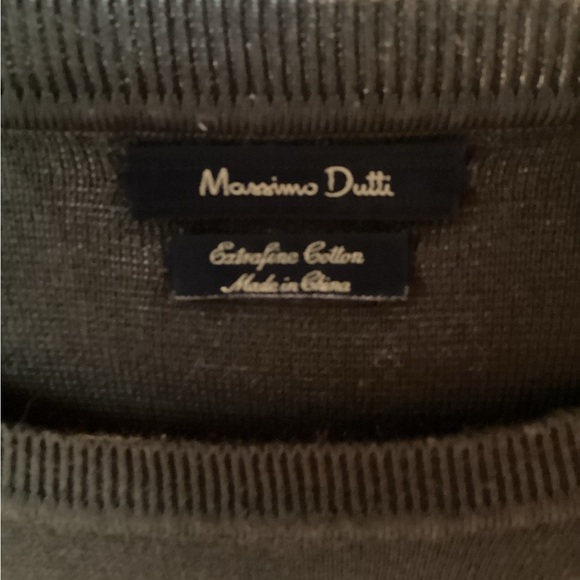 Massimo Dutti
Extrafine Cotton
Made in China